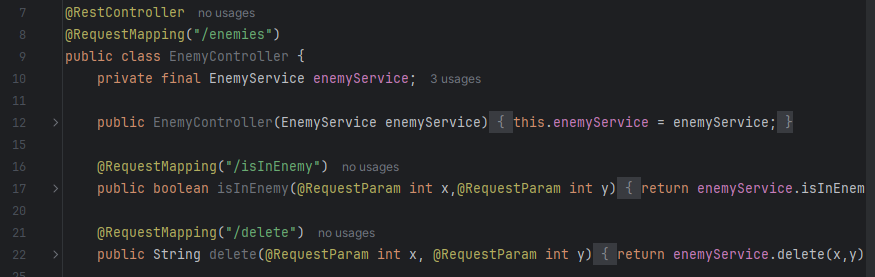 7 @RestController no usages
8 @RequestMapping("/enemies")
9 public class EnemyController {
10 private final EnemyService enemyService; 3 usages
11
12 public EnemyController(EnemyService enemyService) { this.enemyService = enemyService; }
15
16 @RequestMapping("/isInEnemy") no usages
17 public boolean isInEnemy(@RequestParam int x,@RequestParam int y) { return enemyService.isInEnem
20
21 @RequestMapping("/delete") no usages
22 public String delete(@RequestParam int x, @RequestParam int y) { return enemyService.delete(x,y)
25